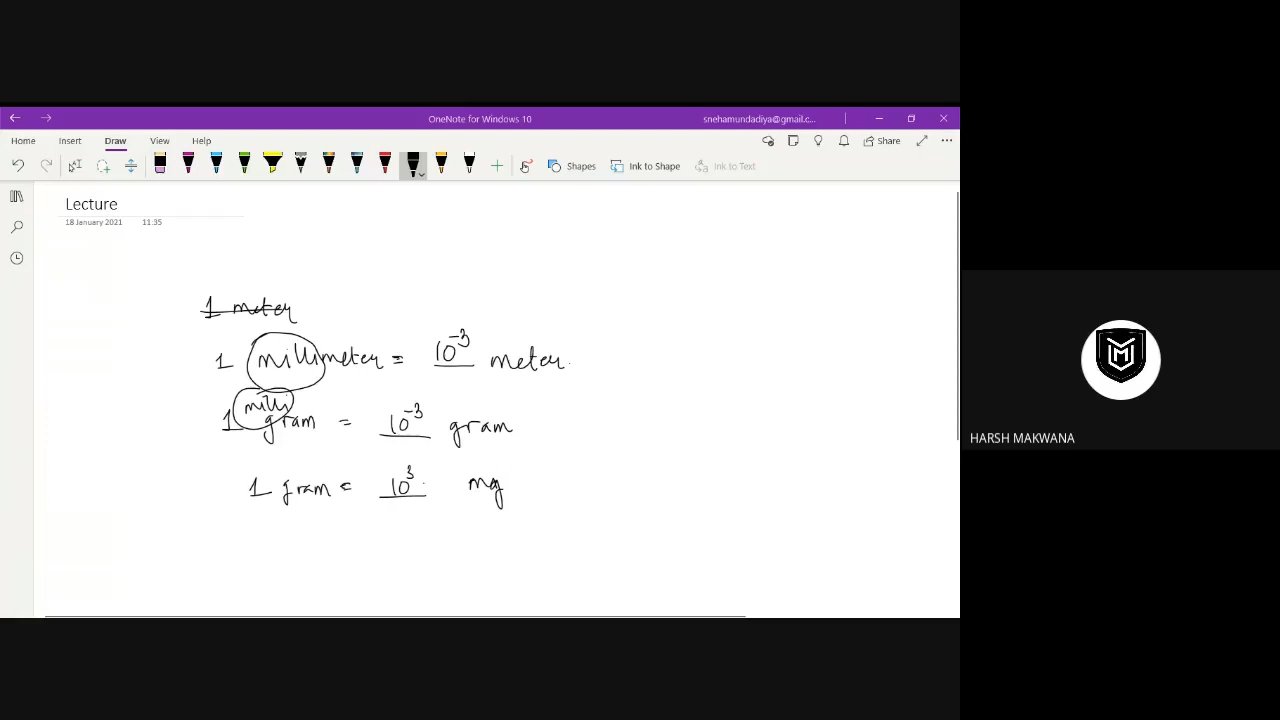 OneNote for Windows 10
snehamundadiya@gmail.c...
Home Insert Draw View Help
Share
Shapes Ink to Shape Ink to Text
Lecture
18 January 2021 11:35
1 meter
1 millimeter = 10⁻³ meter.
1 milli gram = 10⁻³ gram
1 gram = 10³ mg
HARSH MAKWANA